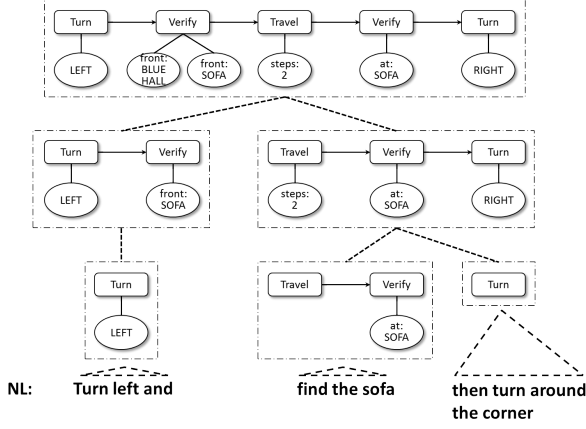 Turn Verify Travel Verify Turn
LEFT
front:
BLUE
HALL
front:
SOFA
steps:
2
at:
SOFA
RIGHT
Turn Verify
LEFT
front:
SOFA
Travel Verify Turn
steps:
2
at:
SOFA
RIGHT
Turn
LEFT
Travel Verify
at:
SOFA
Turn
NL: Turn left and find the sofa then turn around
the corner